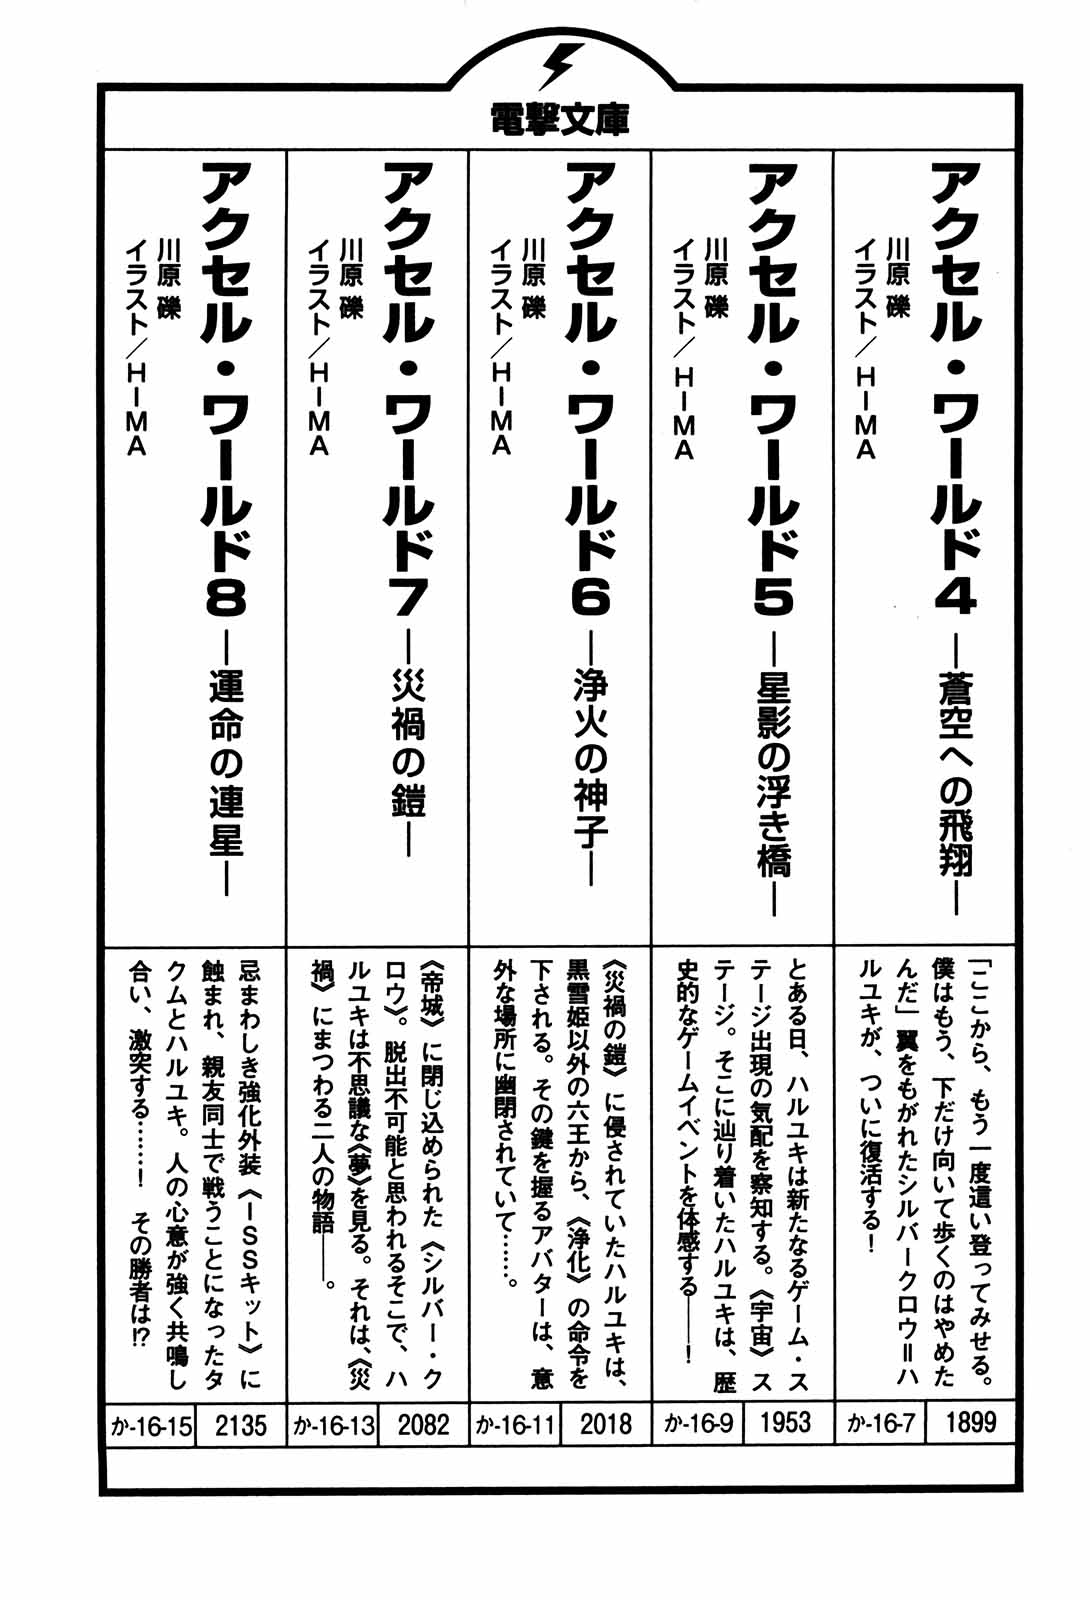 電撃文庫
アクセル・ワールド4 ―蒼空への飛翔―
川原 礫
イラスト/HIMA
「ここから、もう一度這い登ってみせる。
僕はもう、下だけ向いて歩くのはやめた
んだ」翼をもがれたシルバークロウ＝ハ
ルユキが、ついに復活する！
か-16-7
1899
アクセル・ワールド5 ―星影の浮き橋―
川原 礫
イラスト/HIMA
とある日、ハルユキは新たなるゲーム・ス
テージ出現の気配を察知する。《宇宙》ス
テージ。そこに辿り着いたハルユキは、歴
史的なゲームイベントを体感する――！
か-16-9
1953
アクセル・ワールド6 ―浄火の神子―
川原 礫
イラスト/HIMA
《災禍の鎧》に侵されていたハルユキは、
黒雪姫以外の六王から、《浄化》の命令を
下される。その鍵を握るアバターは、意
外な場所に幽閉されていて……。
か-16-11
2018
アクセル・ワールド7 ―災禍の鎧―
川原 礫
イラスト/HIMA
《帝城》に閉じ込められた《シルバー・ク
ロウ》。脱出不可能と思われるそこで、ハ
ルユキは不思議な《夢》を見る。それは、《災
禍》にまつわる二人の物語――。
か-16-13
2082
アクセル・ワールド8 ―運命の連星―
川原 礫
イラスト/HIMA
忌まわしき強化外装《ISSキット》に
蝕まれ、親友同士で戦うことになったタ
クムとハルユキ。人の心意が強く共鳴し
合い、激突する……！ その勝者は!?
か-16-15
2135